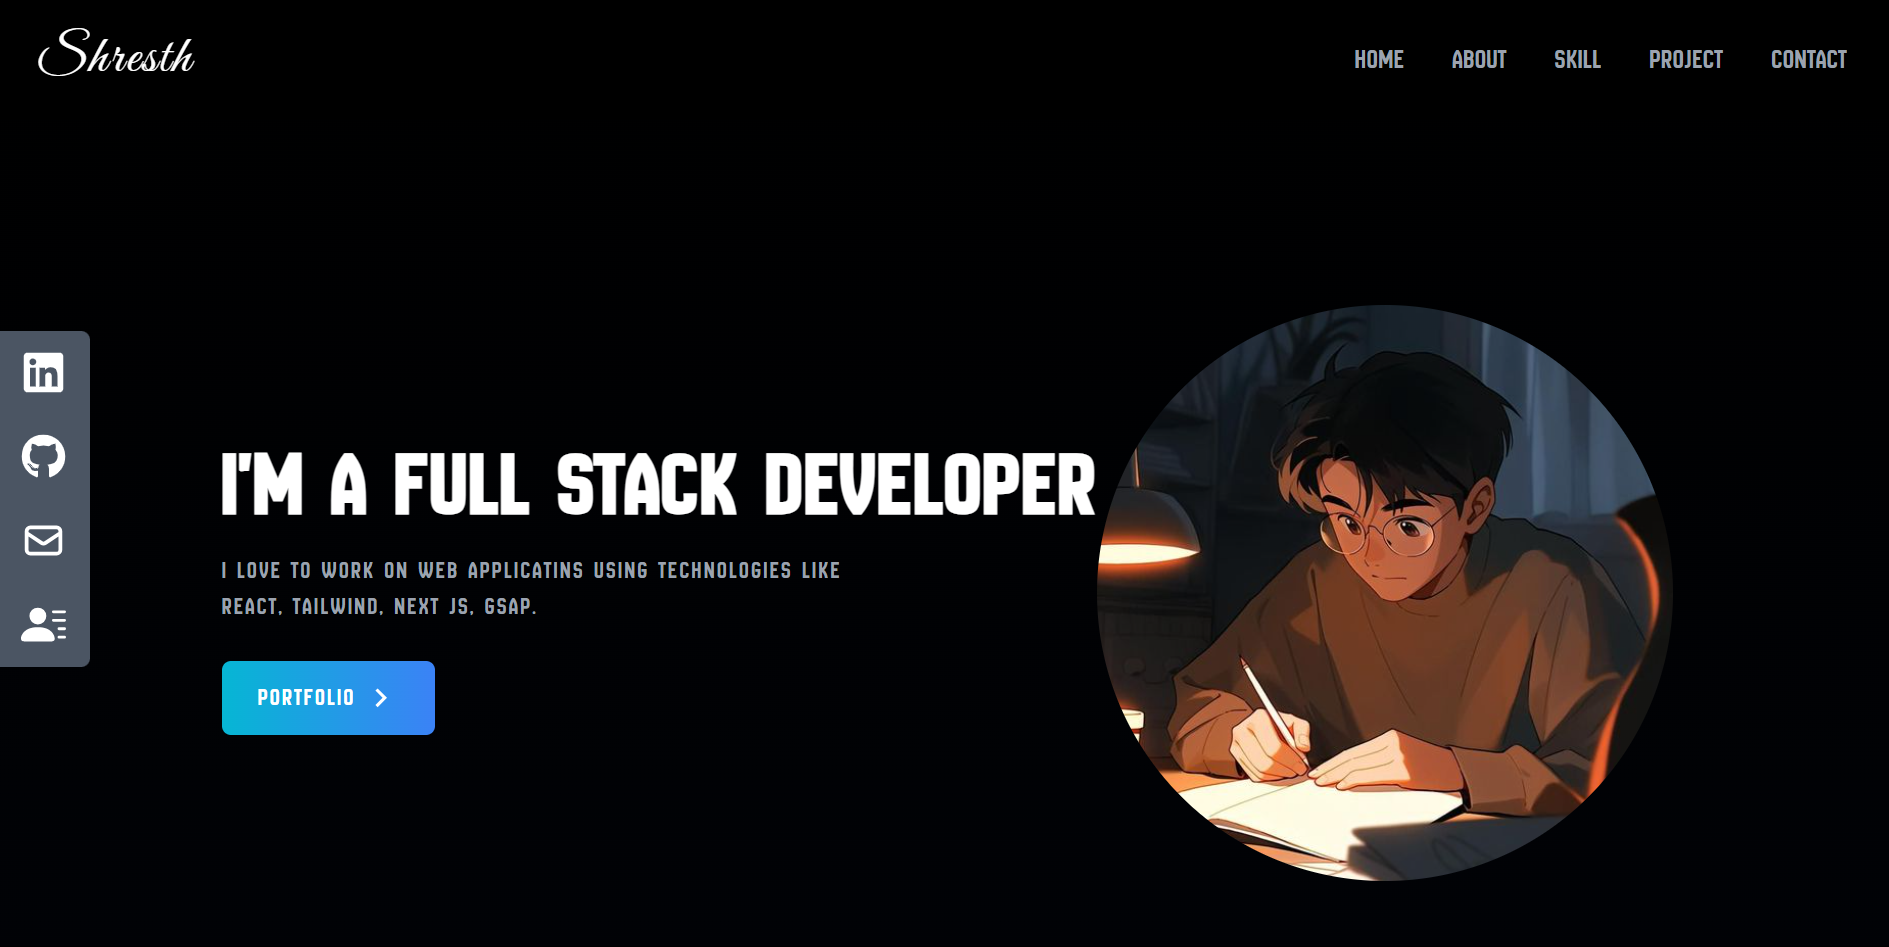 Shresth
HOME ABOUT SKILL PROJECT CONTACT
in
I'M A FULL STACK DEVELOPER
I LOVE TO WORK ON WEB APPLICATINS USING TECHNOLOGIES LIKE
REACT, TAILWIND, NEXT JS, GSAP.
PORTFOLIO